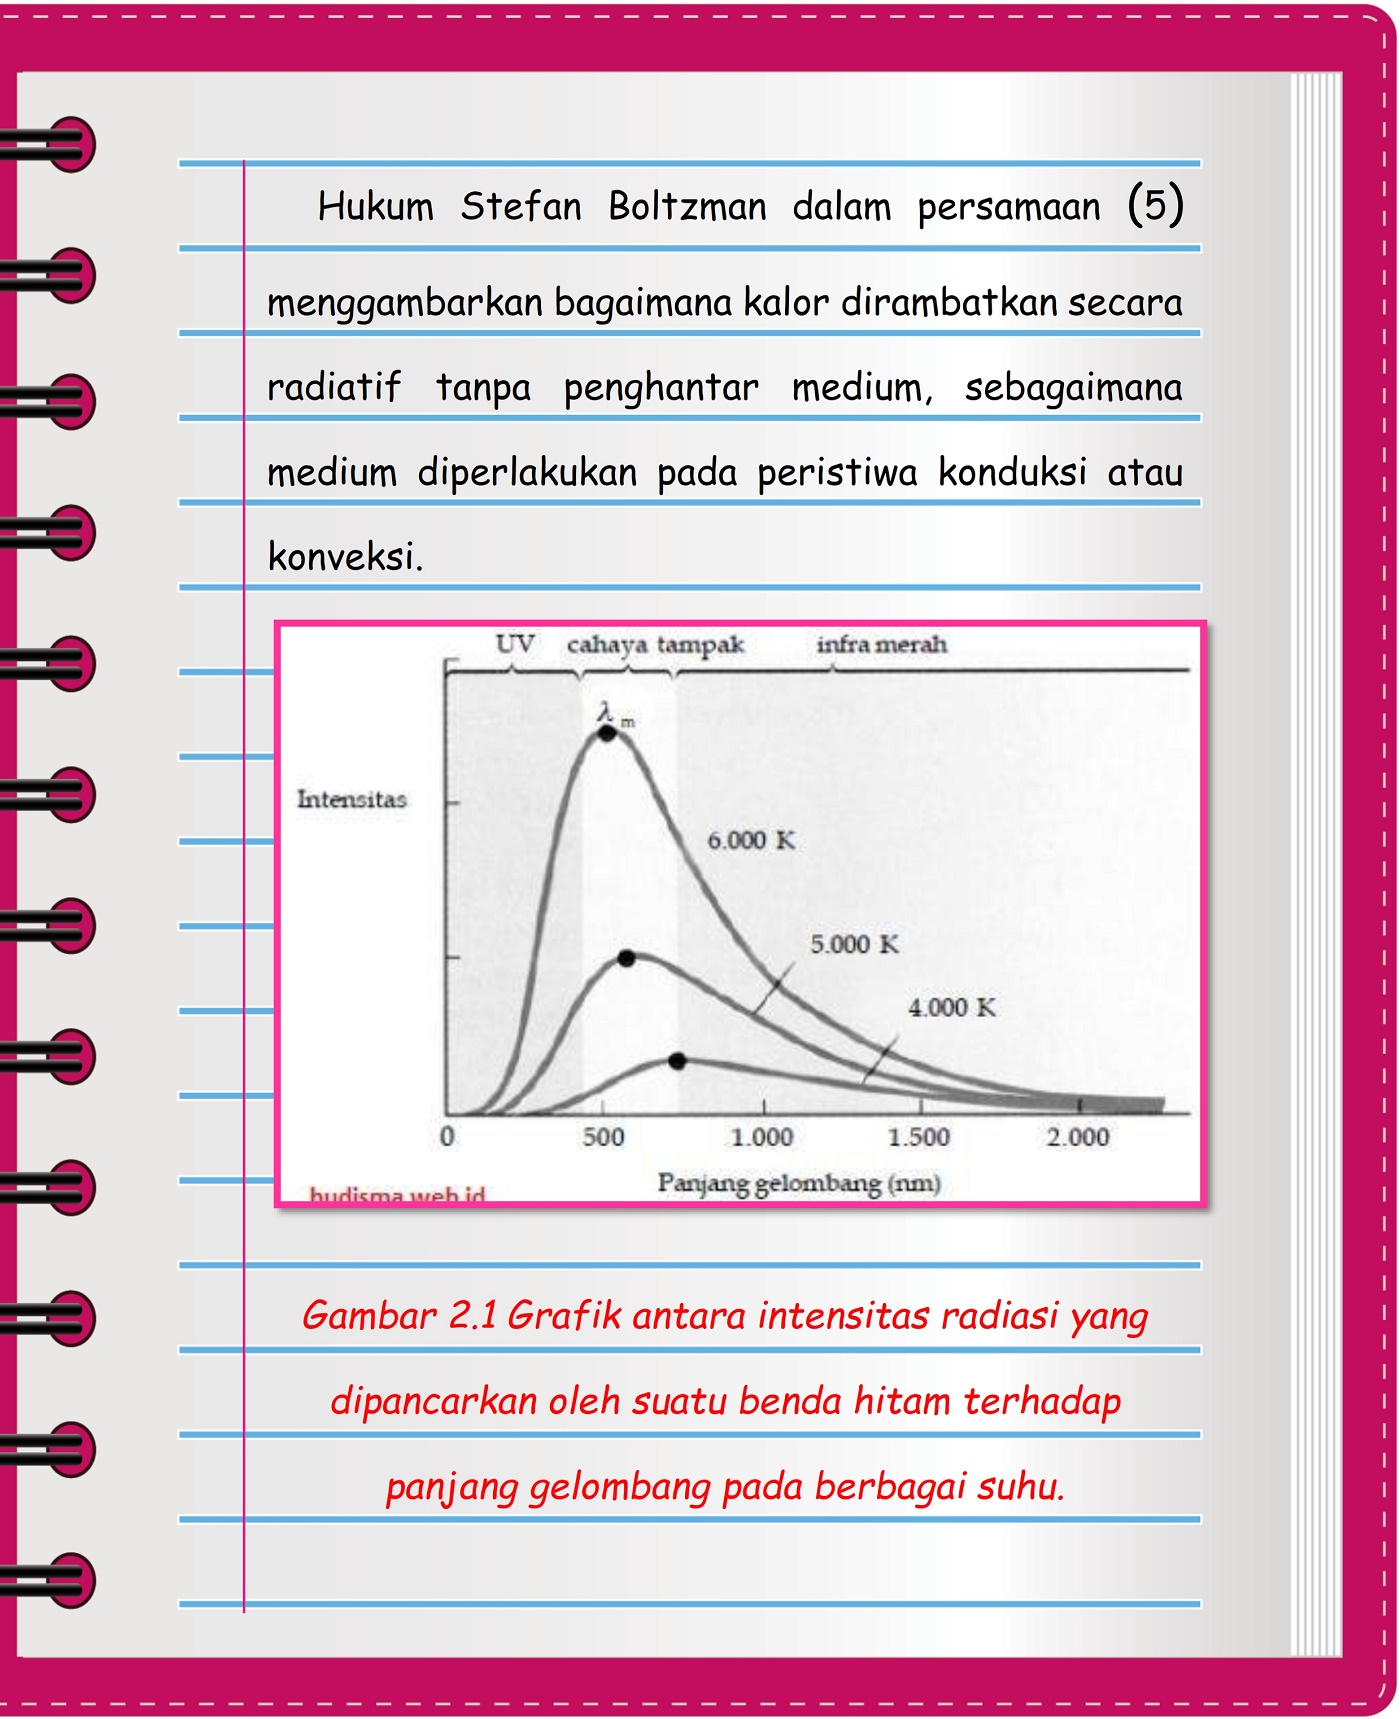 Hukum Stefan Boltzman dalam persamaan (5)
menggambarkan bagaimana kalor dirambatkan secara
radiatif tanpa penghantar medium, sebagaimana
medium diperlakukan pada peristiwa konduksi atau
konveksi.
UV cahaya tampak infra merah
λ m
Intensitas
6.000 K
5.000 K
4.000 K
0 500 1.000 1.500 2.000
Panjang gelombang (nm)
budisma.web.id
Gambar 2.1 Grafik antara intensitas radiasi yang
dipancarkan oleh suatu benda hitam terhadap
panjang gelombang pada berbagai suhu.